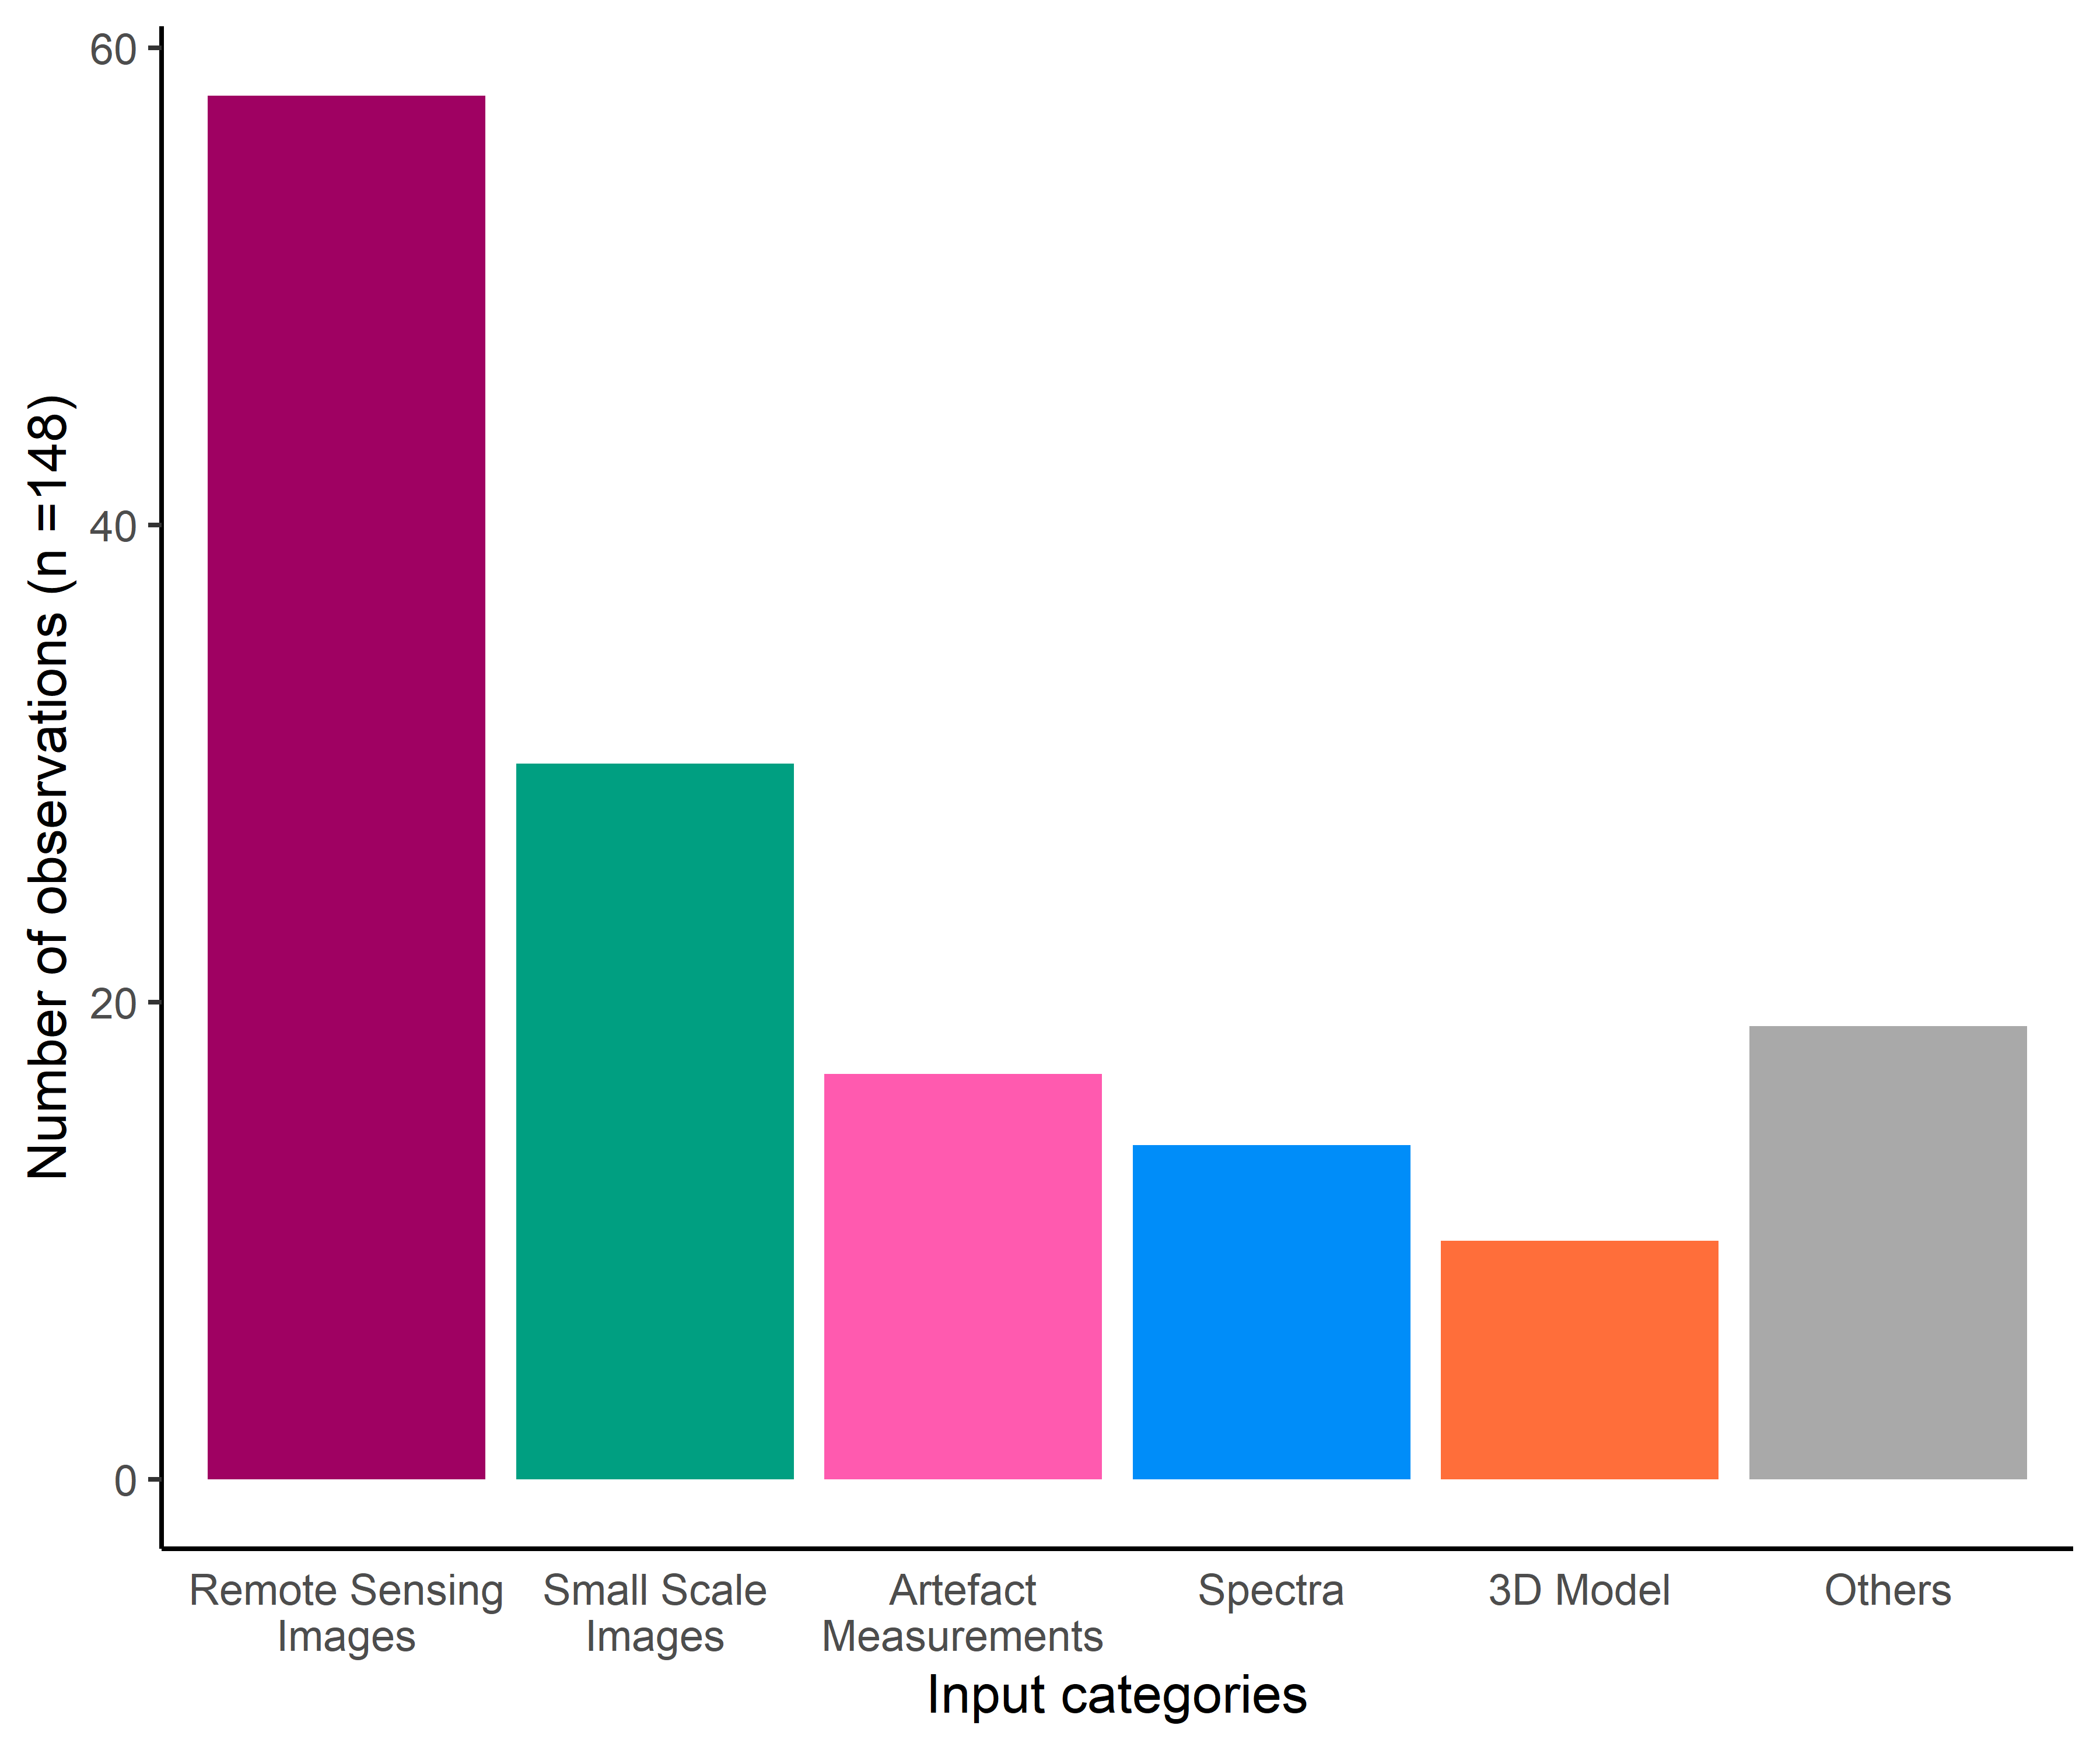 Number of observations (n =148)
60
40
20
0
Remote Sensing
Images
Small Scale
Images
Artefact
Measurements
Spectra
3D Model
Others
Input categories